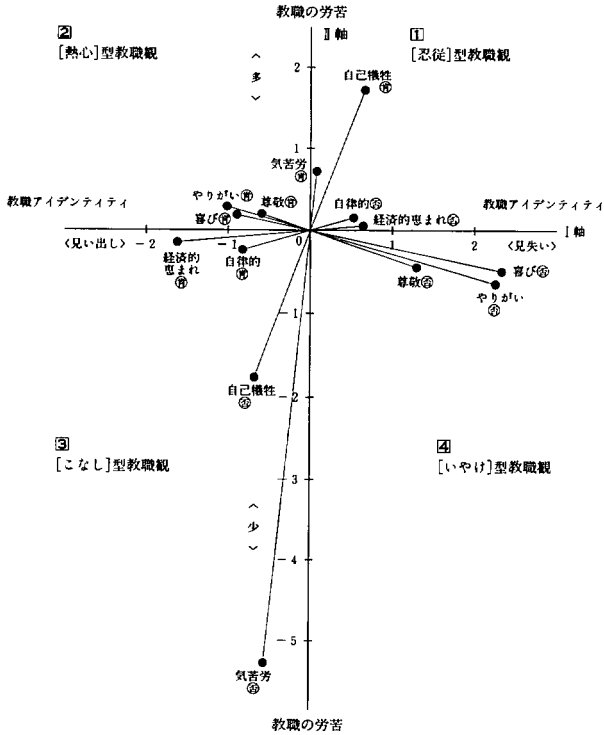 教職の労苦
Ⅱ軸
2
[熱心]型教職観
1
[忍従]型教職観
〈多〉
2
自己犠牲
肯
1
気苦労
肯
やりがい肯
尊敬肯
喜び肯
自律的否
経済的恵まれ否
教職アイデンティティ
教職アイデンティティ
Ⅰ軸
〈見い出し〉
-2
-1
0
1
2
〈見失い〉
経済的
恵まれ
肯
自律的
肯
尊敬否
喜び否
やりがい
否
-1
自己犠牲
否
-2
3
[こなし]型教職観
4
[いやけ]型教職観
-3
〈少〉
-4
-5
気苦労
否
教職の労苦